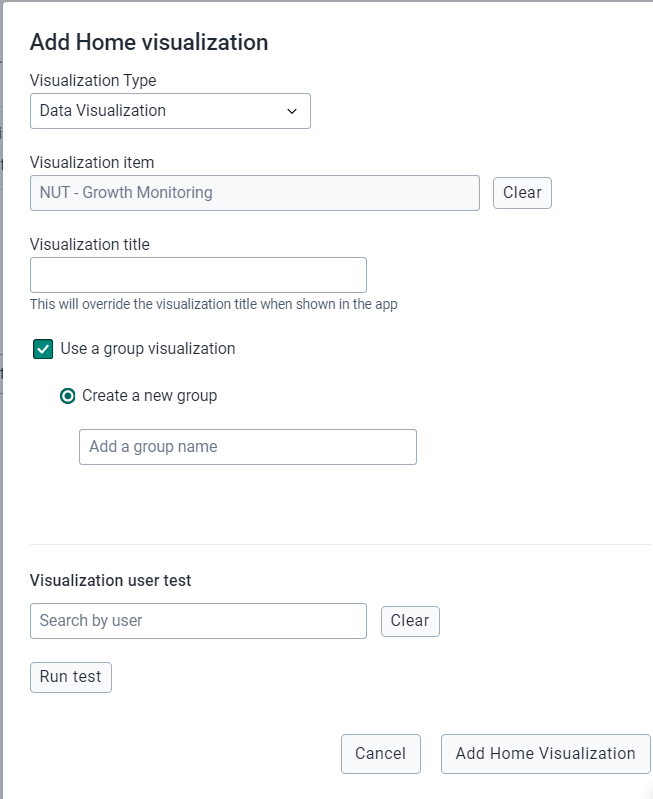 Add Home visualization
Visualization Type
Data Visualization
Visualization item
NUT - Growth Monitoring
Clear
Visualization title
This will override the visualization title when shown in the app
Use a group visualization
Create a new group
Add a group name
Visualization user test
Search by user
Clear
Run test
Cancel
Add Home Visualization